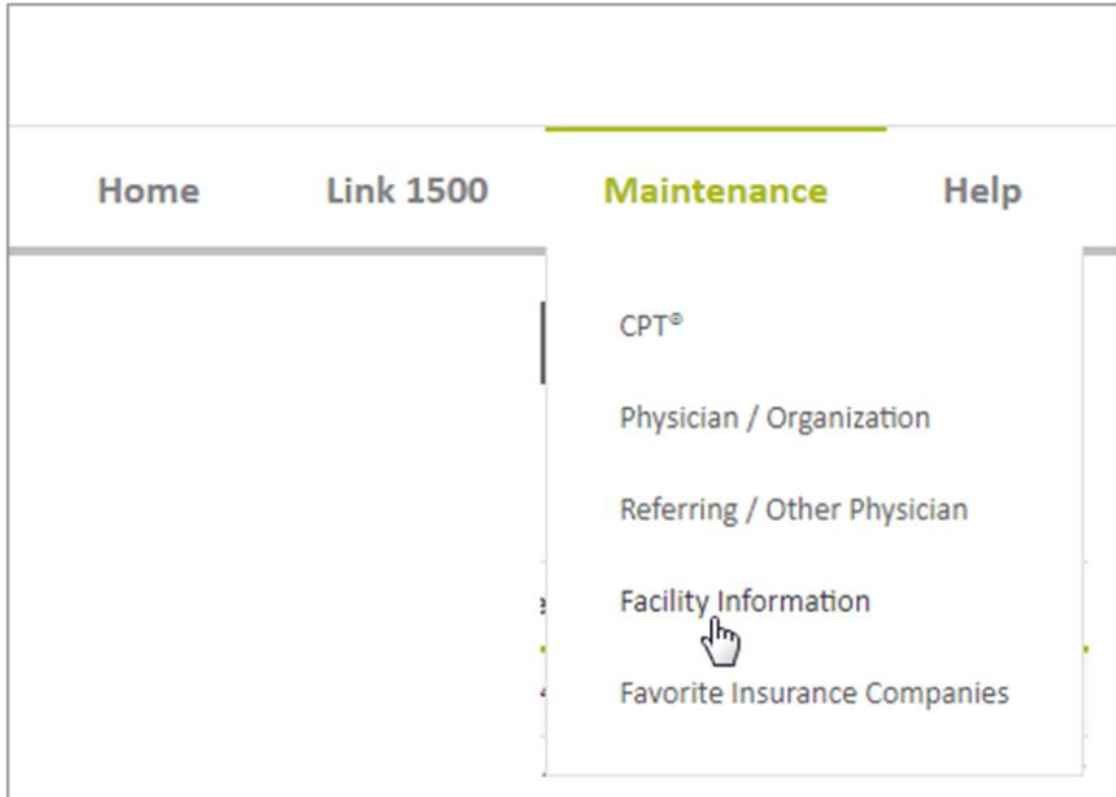 Home Link 1500 Maintenance Help
CPT®
Physician / Organization
Referring / Other Physician
Facility Information
Favorite Insurance Companies